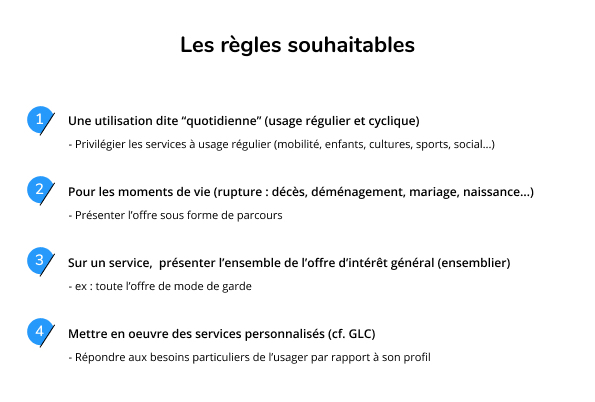 Les règles souhaitables
1 Une utilisation dite “quotidienne” (usage régulier et cyclique)
- Privilégier les services à usage régulier (mobilité, enfants, cultures, sports, social...)
2 Pour les moments de vie (rupture : décès, déménagement, mariage, naissance...)
- Présenter l’offre sous forme de parcours
3 Sur un service, présenter l’ensemble de l’offre d’intérêt général (ensemblier)
- ex : toute l’offre de mode de garde
4 Mettre en oeuvre des services personnalisés (cf. GLC)
- Répondre aux besoins particuliers de l’usager par rapport à son profil